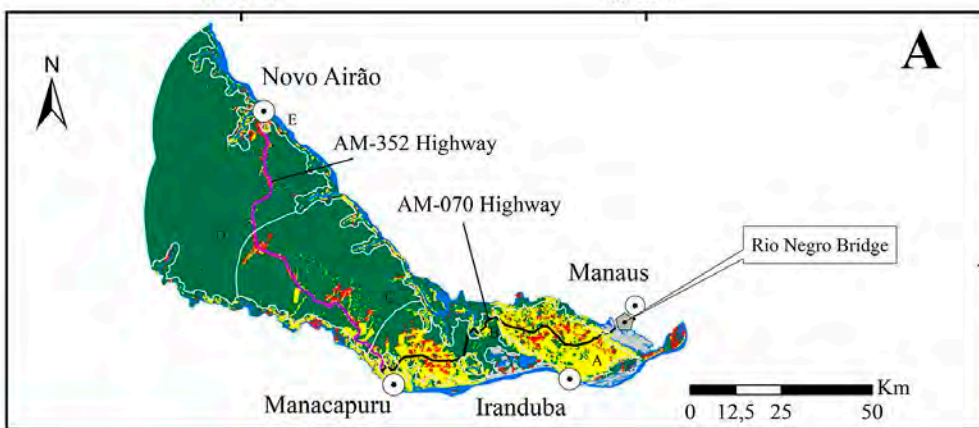 A
N
Novo Airão
E
AM-352 Highway
AM-070 Highway
Rio Negro Bridge
Manaus
D
C
A
Km
Manacapuru
Iranduba
0 12,5 25 50